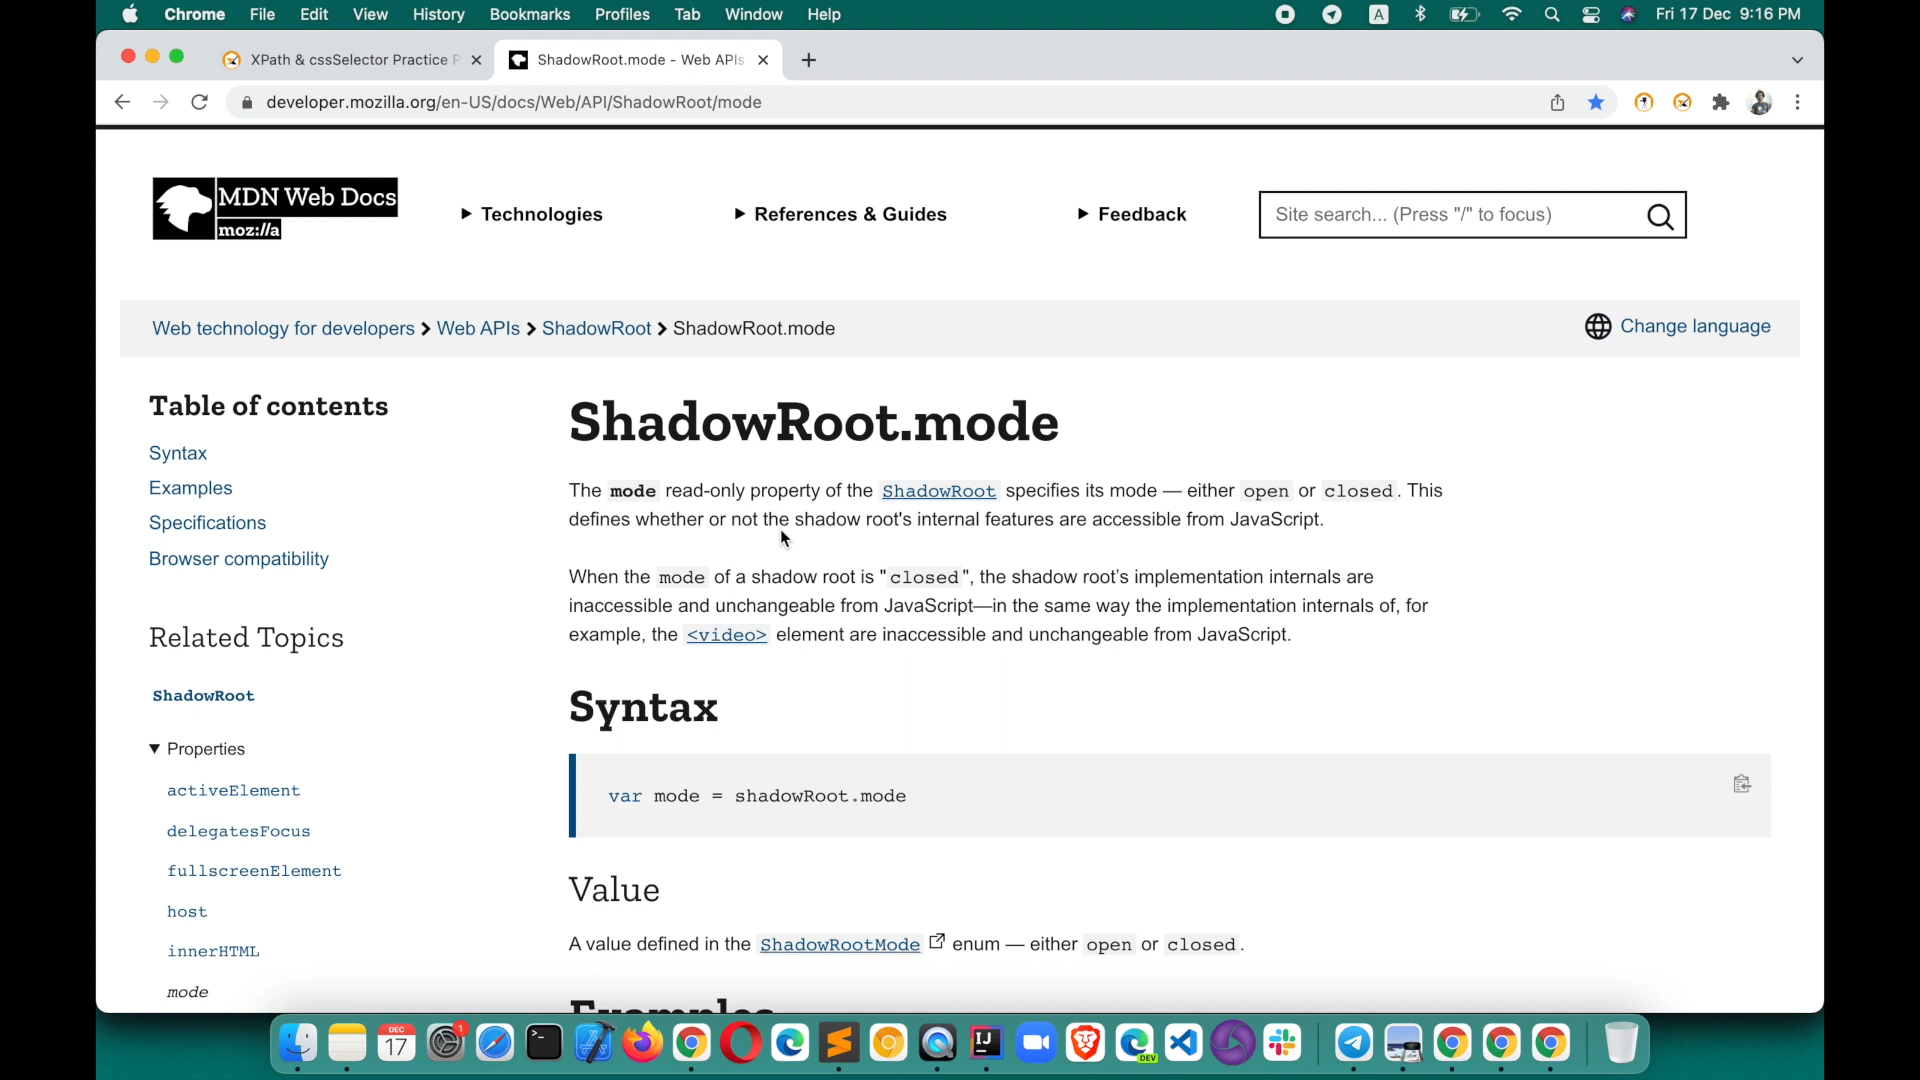 Chrome File Edit View History Bookmarks Profiles Tab Window Help
A
Fri 17 Dec 9:16 PM
XPath & cssSelector Practice P
ShadowRoot.mode - Web APIs
developer.mozilla.org/en-US/docs/Web/API/ShadowRoot/mode
MDN Web Docs
moz://a
Technologies
References & Guides
Feedback
Site search... (Press "/" to focus)
Web technology for developers
Web APIs
ShadowRoot
ShadowRoot.mode
Change language
Table of contents
Syntax
Examples
Specifications
Browser compatibility
Related Topics
ShadowRoot
Properties
activeElement
delegatesFocus
fullscreenElement
host
innerHTML
mode
ShadowRoot.mode
The mode read-only property of the ShadowRoot specifies its mode — either open or closed. This
defines whether or not the shadow root's internal features are accessible from JavaScript.
When the mode of a shadow root is "closed", the shadow root’s implementation internals are
inaccessible and unchangeable from JavaScript—in the same way the implementation internals of, for
example, the <video> element are inaccessible and unchangeable from JavaScript.
Syntax
var mode = shadowRoot.mode
Value
A value defined in the ShadowRootMode enum — either open or closed.
Examples
DEC
17
1
IJ
DEV